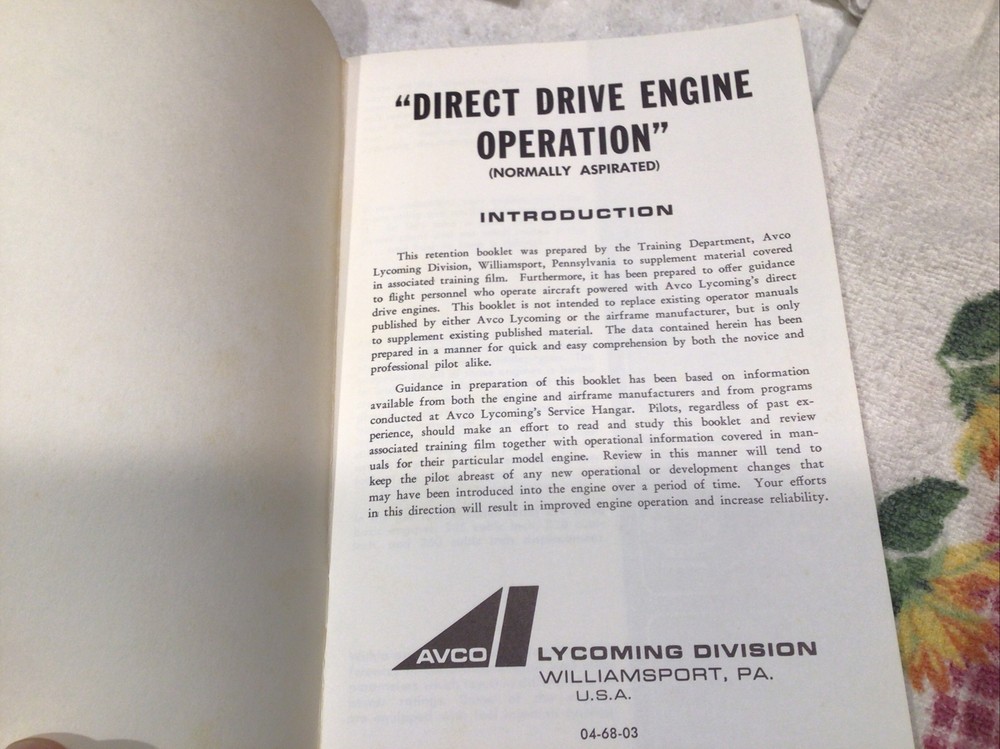 “DIRECT DRIVE ENGINE
OPERATION”
(NORMALLY ASPIRATED)
INTRODUCTION
This retention booklet was prepared by the Training Department, Avco
Lycoming Division, Williamsport, Pennsylvania to supplement material covered
in associated training film. Furthermore, it has been prepared to offer guidance
to flight personnel who operate aircraft powered with Avco Lycoming’s direct
drive engines. This booklet is not intended to replace existing operator manuals
published by either Avco Lycoming or the airframe manufacturer, but is only
to supplement existing published material. The data contained herein has been
prepared in a manner for quick and easy comprehension by both the novice and
professional pilot alike.
Guidance in preparation of this booklet has been based on information
available from both the engine and airframe manufacturers and from programs
conducted at Avco Lycoming’s Service Hangar. Pilots, regardless of past ex-
perience, should make an effort to read and study this booklet and review
associated training film together with operational information covered in man-
uals for their particular model engine. Review in this manner will tend to
keep the pilot abreast of any new operational or development changes that
may have been introduced into the engine over a period of time. Your efforts
in this direction will result in improved engine operation and increase reliability.
AVCO LYCOMING DIVISION
WILLIAMSPORT, PA.
U.S.A.
04-68-03